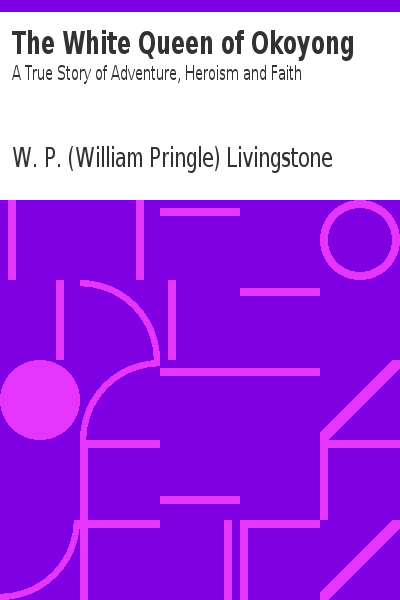 The White Queen of Okoyong
A True Story of Adventure, Heroism and Faith
W. P. (William Pringle) Livingstone